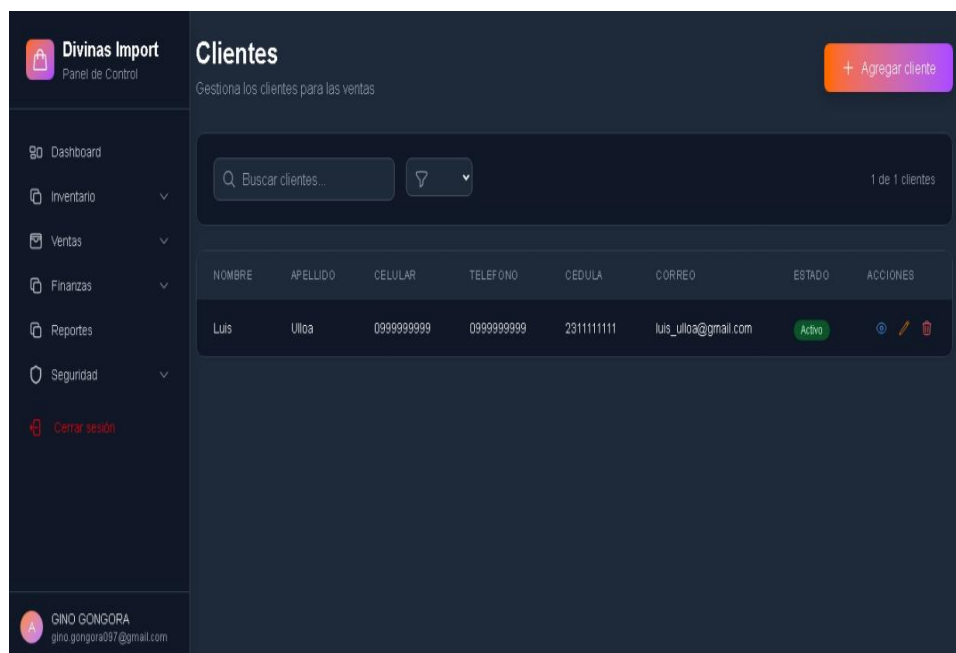 Divinas Import
Panel de Control
Dashboard
Inventario
Ventas
Finanzas
Reportes
Seguridad
Cerrar sesión
A
GINO GONGORA
gino.gongora097@gmail.com
Clientes
Gestiona los clientes para las ventas
+ Agregar cliente
Buscar clientes...
1 de 1 clientes
NOMBRE APELLIDO CELULAR TELEFONO CEDULA CORREO ESTADO ACCIONES
Luis Ulloa 0999999999 0999999999 2311111111 luis_ulloa@gmail.com Activo